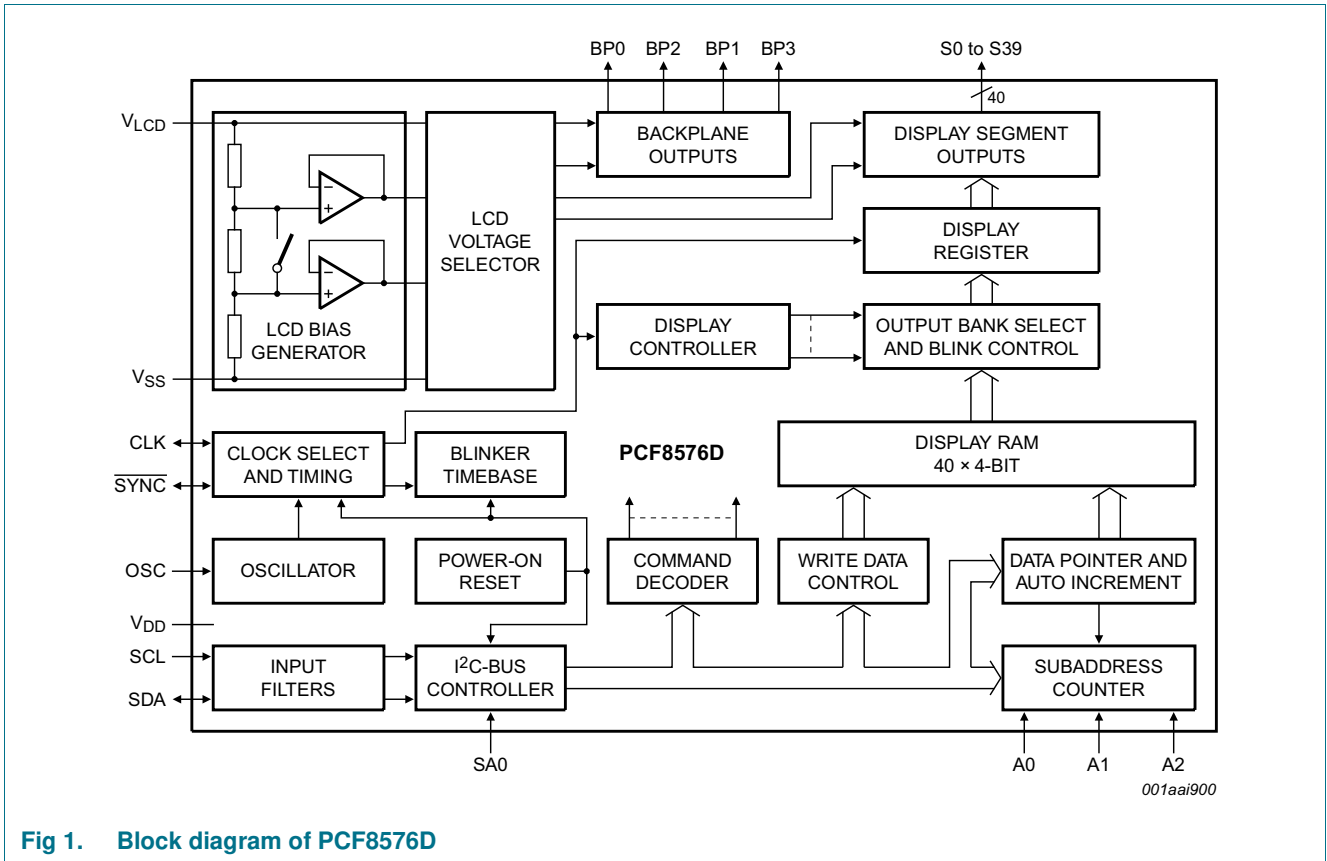 BP0 BP2 BP1 BP3 S0 to S39
40
VLCD
BACKPLANE
OUTPUTS
DISPLAY SEGMENT
OUTPUTS
LCD
VOLTAGE
SELECTOR
DISPLAY
REGISTER
LCD BIAS
GENERATOR
DISPLAY
CONTROLLER
OUTPUT BANK SELECT
AND BLINK CONTROL
VSS
CLK
SYNC
CLOCK SELECT
AND TIMING
BLINKER
TIMEBASE
PCF8576D
DISPLAY RAM
40 × 4-BIT
OSC
OSCILLATOR
POWER-ON
RESET
COMMAND
DECODER
WRITE DATA
CONTROL
DATA POINTER AND
AUTO INCREMENT
VDD
SCL
SDA
INPUT
FILTERS
I2C-BUS
CONTROLLER
SUBADDRESS
COUNTER
SA0 A0 A1 A2
001aai900
Fig 1. Block diagram of PCF8576D